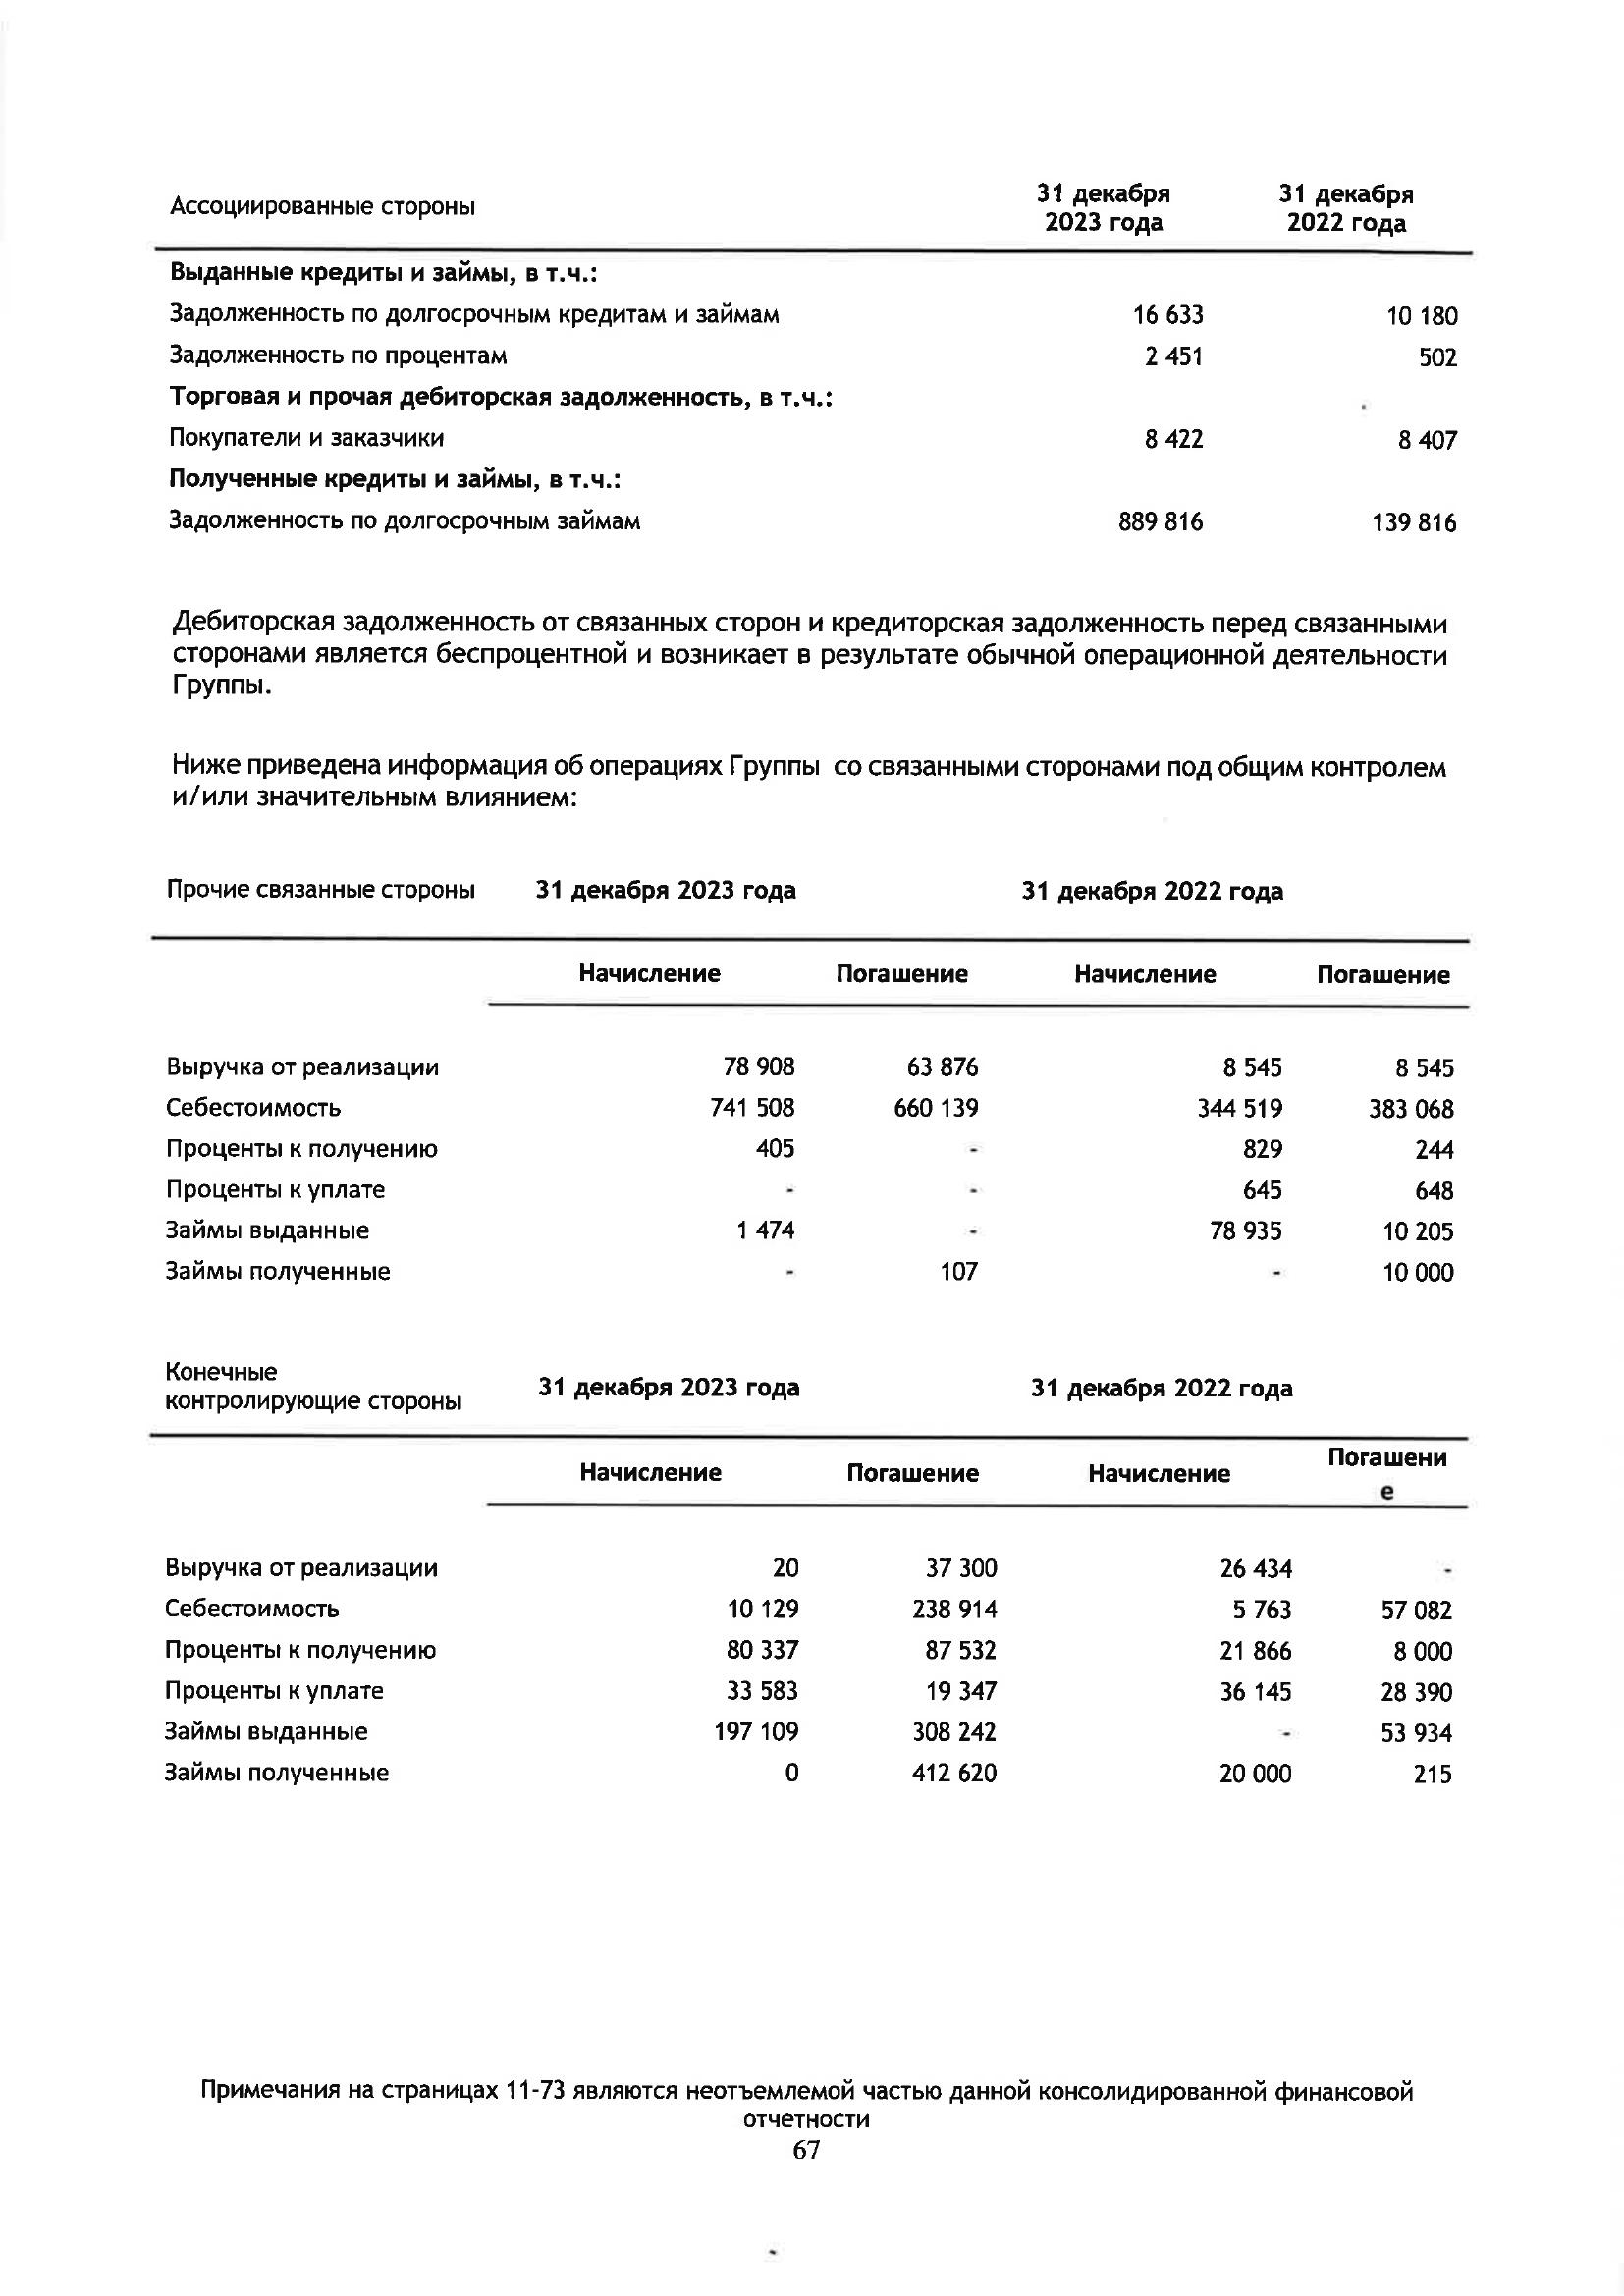 Ассоциированные стороны 31 декабря 2023 года 31 декабря 2022 года
Выданные кредиты и займы, в т.ч.:
Задолженность по долгосрочным кредитам и займам 16 633 10 180
Задолженность по процентам 2 451 502
Торговая и прочая дебиторская задолженность, в т.ч.:
Покупатели и заказчики 8 422 8 407
Полученные кредиты и займы, в т.ч.:
Задолженность по долгосрочным займам 889 816 139 816
Дебиторская задолженность от связанных сторон и кредиторская задолженность перед связанными
сторонами является беспроцентной и возникает в результате обычной операционной деятельности
Группы.
Ниже приведена информация об операциях Группы со связанными сторонами под общим контролем
и/или значительным влиянием:
Прочие связанные стороны 31 декабря 2023 года 31 декабря 2022 года
Начисление Погашение Начисление Погашение
Выручка от реализации 78 908 63 876 8 545 8 545
Себестоимость 741 508 660 139 344 519 383 068
Проценты к получению 405 - 829 244
Проценты к уплате - - 645 648
Займы выданные 1 474 - 78 935 10 205
Займы полученные - 107 - 10 000
Конечные
контролирующие стороны 31 декабря 2023 года 31 декабря 2022 года
Начисление Погашение Начисление Погашени
е
Выручка от реализации 20 37 300 26 434 -
Себестоимость 10 129 238 914 5 763 57 082
Проценты к получению 80 337 87 532 21 866 8 000
Проценты к уплате 33 583 19 347 36 145 28 390
Займы выданные 197 109 308 242 - 53 934
Займы полученные 0 412 620 20 000 215
Примечания на страницах 11-73 являются неотъемлемой частью данной консолидированной финансовой
отчетности
67